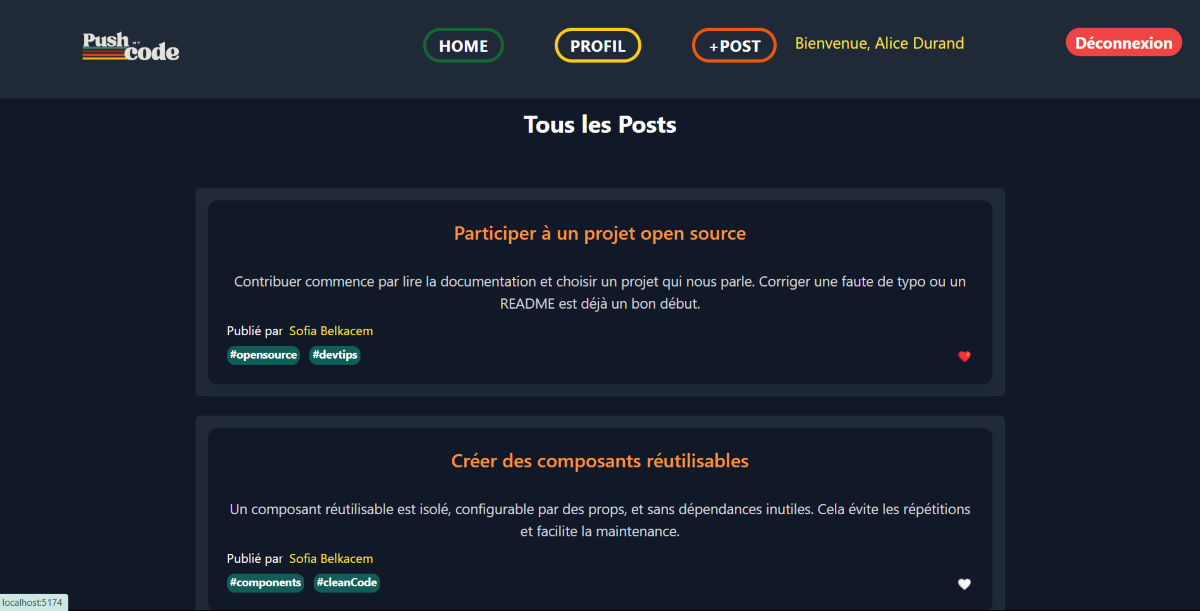 Push MY
code
HOME
PROFIL
+POST
Bienvenue, Alice Durand
Déconnexion
Tous les Posts
Participer à un projet open source
Contribuer commence par lire la documentation et choisir un projet qui nous parle. Corriger une faute de typo ou un
README est déjà un bon début.
Publié par Sofia Belkacem
#opensource #devtips
Créer des composants réutilisables
Un composant réutilisable est isolé, configurable par des props, et sans dépendances inutiles. Cela évite les répétitions
et facilite la maintenance.
Publié par Sofia Belkacem
#components #cleanCode
localhost:5174